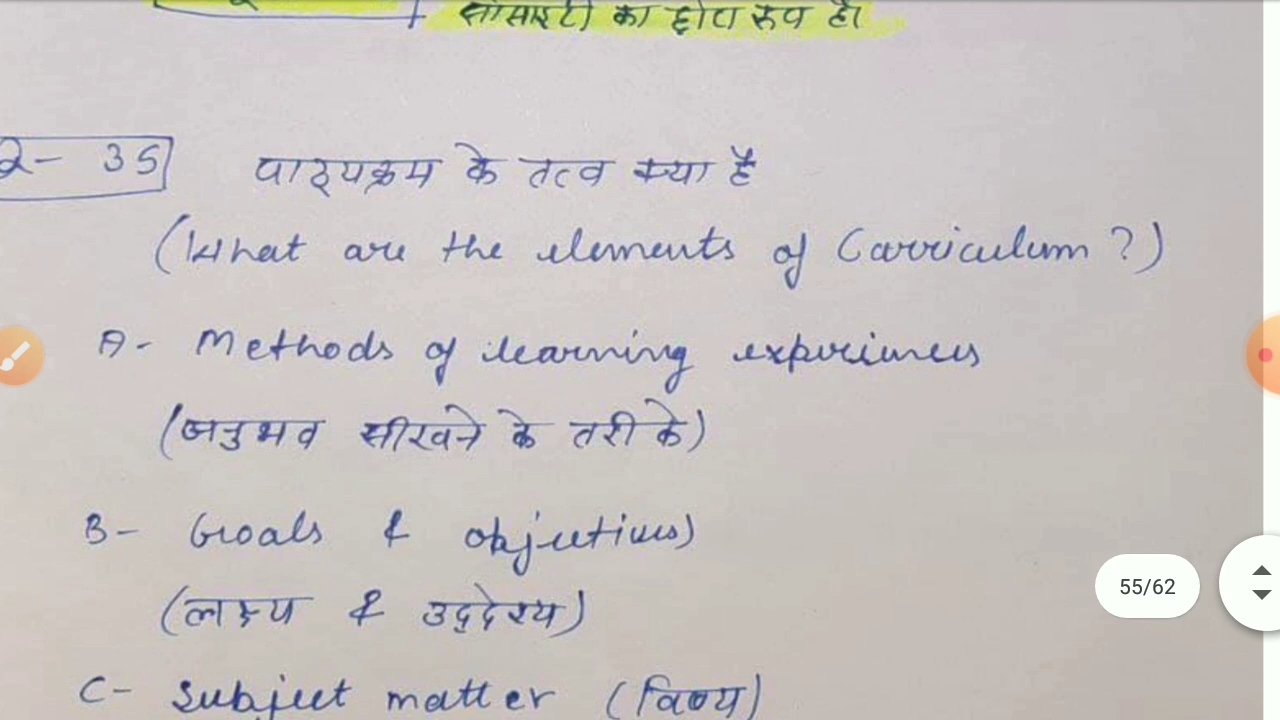 सोसाइटी का छोटा रूप है।
Q- 35 पाठ्यक्रम के तत्व क्या है
(What are the elements of Carriculum ?)
A- Methods of learning experiences
(अनुभव सीखने के तरीके)
B- Goals & objectives)
(लक्ष्य & उद्देश्य)
55/62
C- Subject matter (विषय)